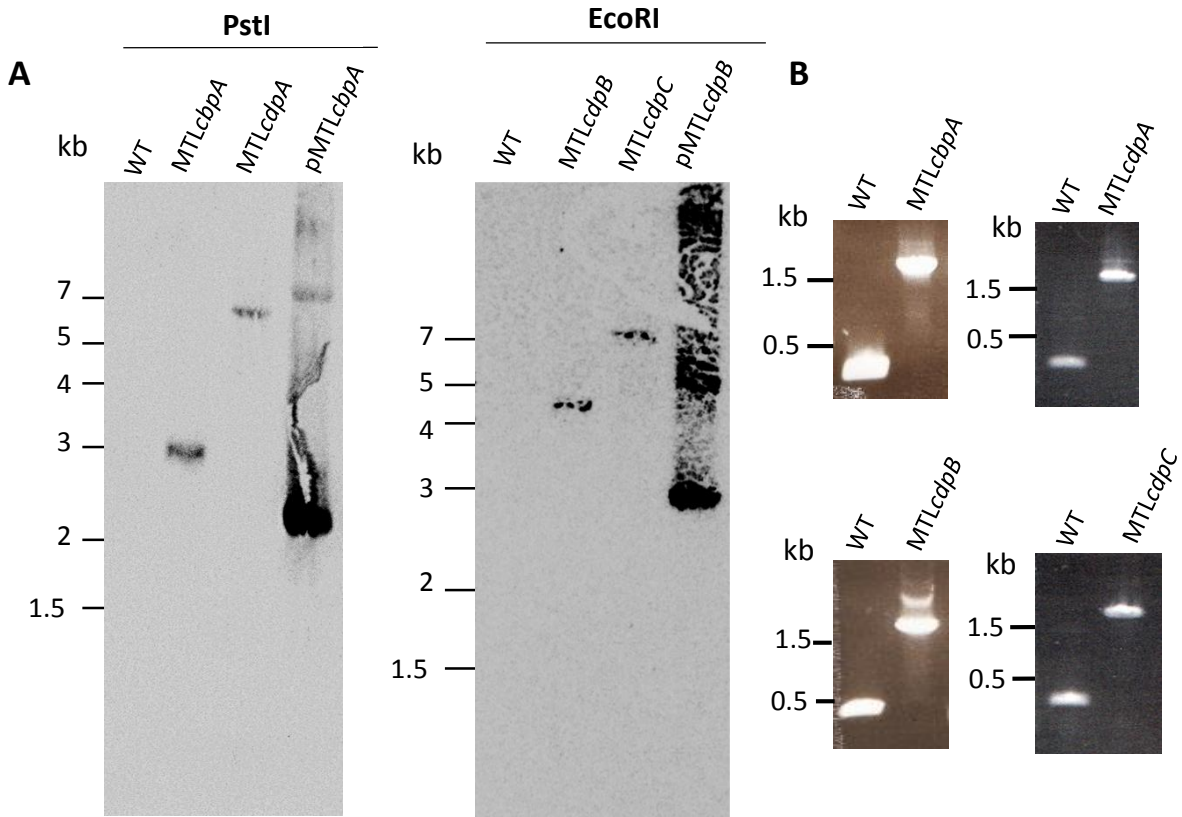 PstI
EcoRI
A
B
WT
MTLcbpA
MTLcdpA
pMTLcbpA
kb
7
5
4
3
2
1.5
WT
MTLcdpB
MTLcdpC
pMTLcdpB
kb
7
5
4
3
2
1.5
WT
MTLcbpA
kb
1.5
0.5
WT
MTLcdpA
kb
1.5
0.5
WT
MTLcdpB
kb
1.5
0.5
WT
MTLcdpC
kb
1.5
0.5